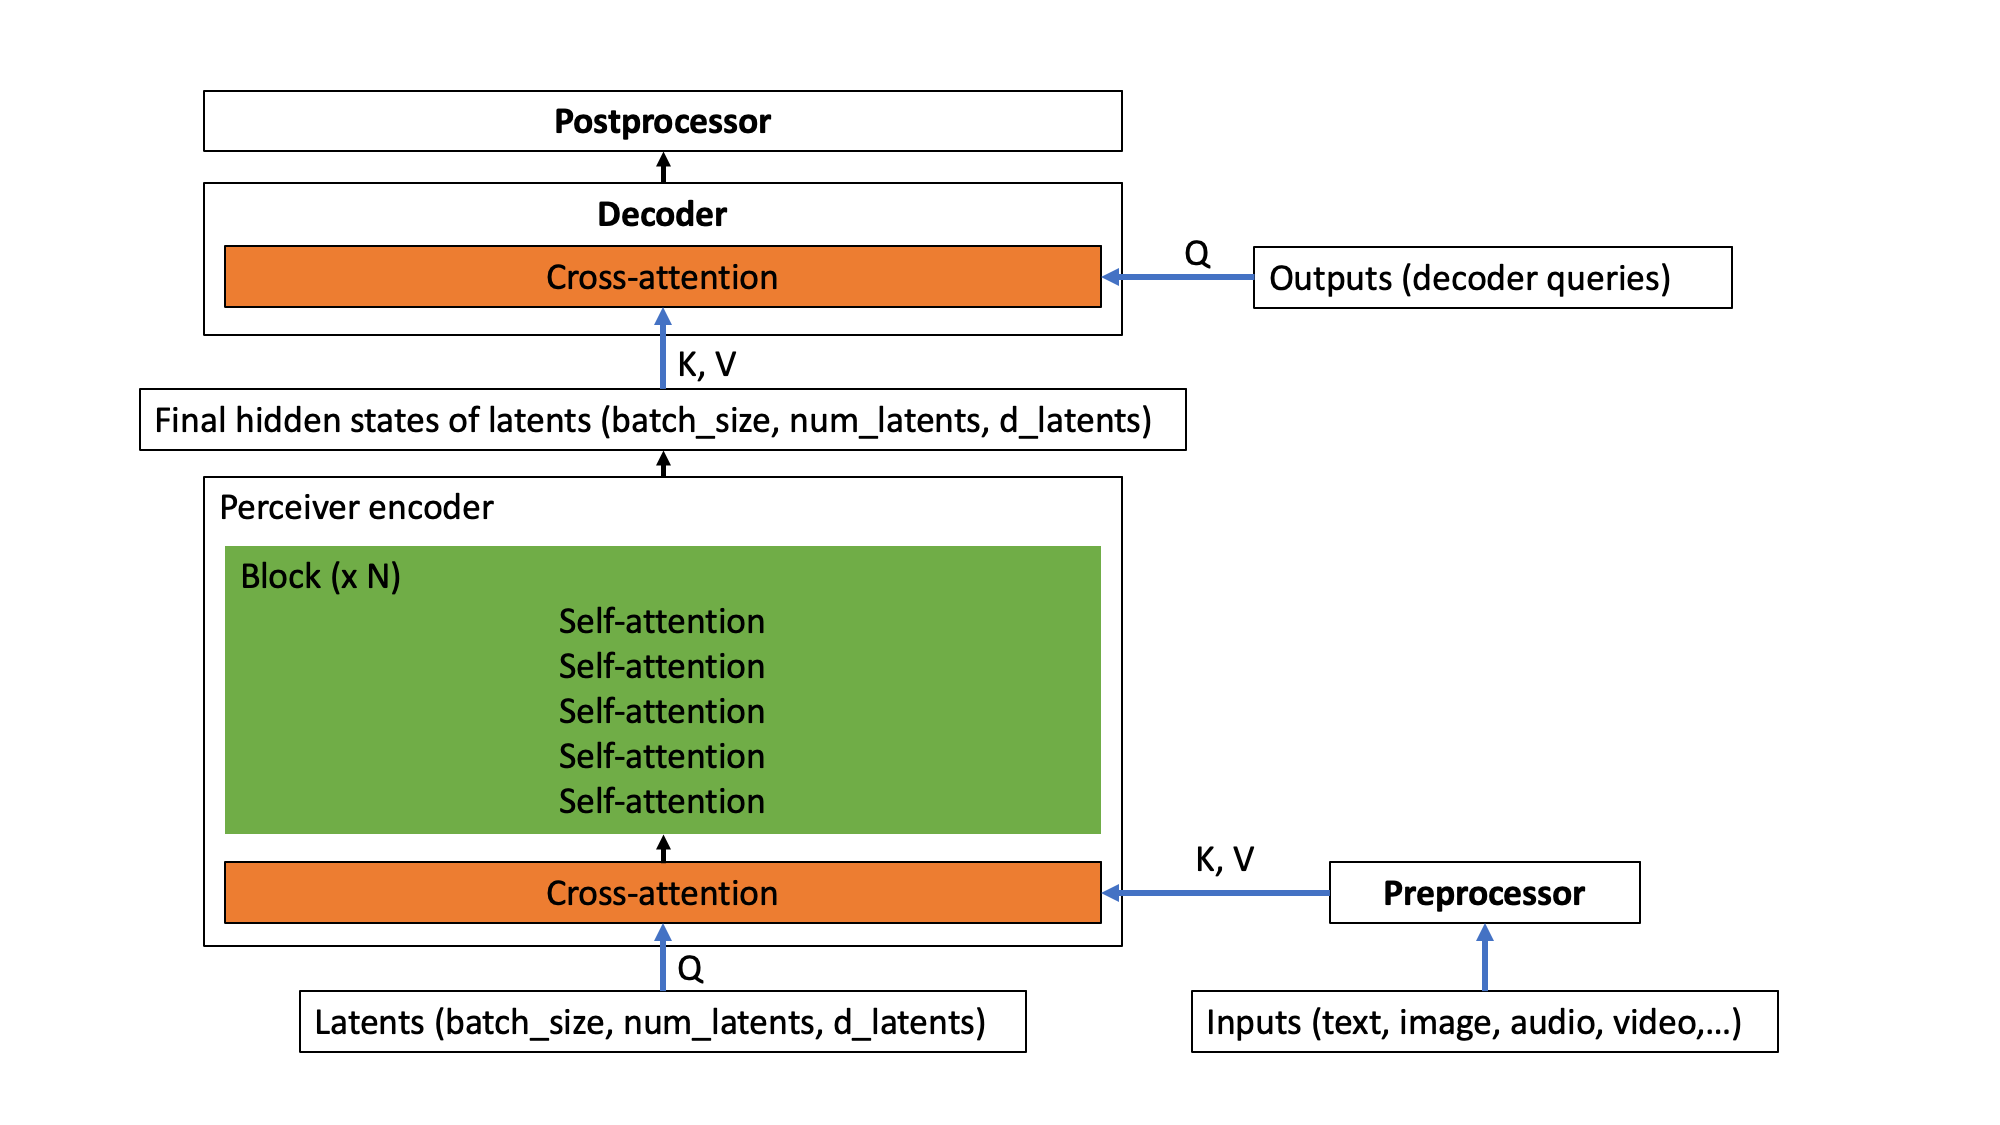 Postprocessor
Decoder
Cross-attention
Q
Outputs (decoder queries)
K, V
Final hidden states of latents (batch_size, num_latents, d_latents)
Perceiver encoder
Block (x N)
Self-attention
Self-attention
Self-attention
Self-attention
Self-attention
Cross-attention
K, V
Preprocessor
Q
Latents (batch_size, num_latents, d_latents)
Inputs (text, image, audio, video,...)